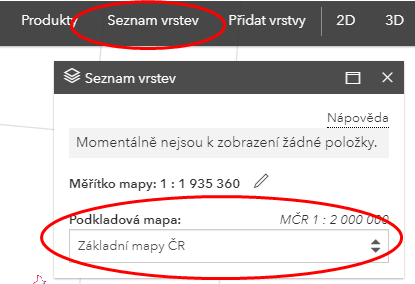 Produkty Seznam vrstev Přidat vrstvy 2D 3D
Seznam vrstev
Nápověda
Momentálně nejsou k zobrazení žádné položky.
Měřítko mapy: 1 : 1 935 360
Podkladová mapa: MČR 1 : 2 000 000
Základní mapy ČR